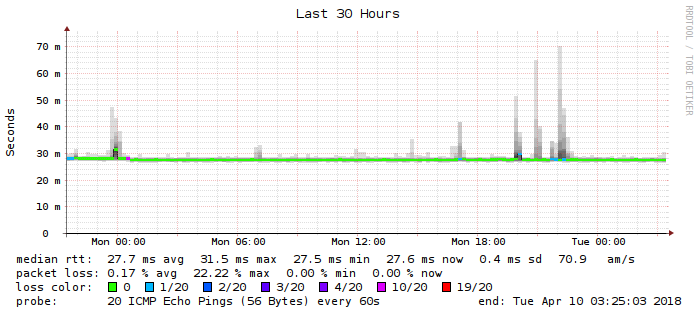 Last 30 Hours
RRDTOOL / TOBI OETIKER
Seconds
70 m
60 m
50 m
40 m
30 m
20 m
10 m
0
Mon 00:00 Mon 06:00 Mon 12:00 Mon 18:00 Tue 00:00
median rtt: 27.7 ms avg 31.5 ms max 27.5 ms min 27.6 ms now 0.4 ms sd 70.9 am/s
packet loss: 0.17 % avg 22.22 % max 0.00 % min 0.00 % now
loss color: 0 1/20 2/20 3/20 4/20 10/20 19/20
probe: 20 ICMP Echo Pings (56 Bytes) every 60s end: Tue Apr 10 03:25:03 2018